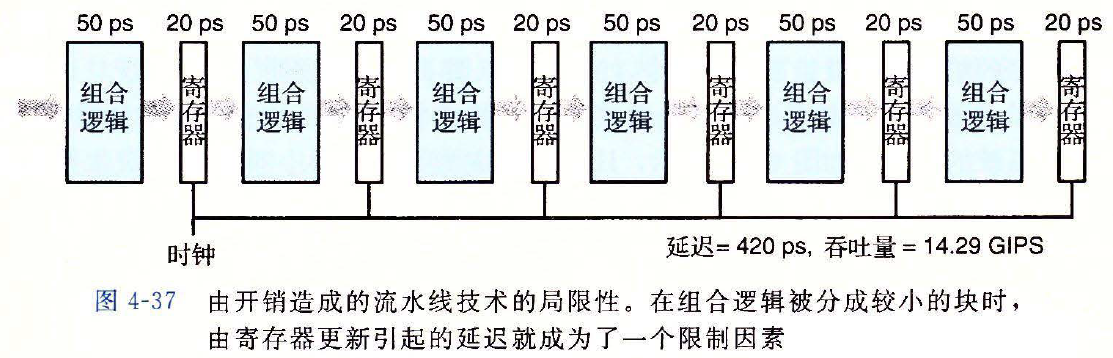 50 ps 20 ps 50 ps 20 ps 50 ps 20 ps 50 ps 20 ps 50 ps 20 ps 50 ps 20 ps
组合
逻辑
寄存器
组合
逻辑
寄存器
组合
逻辑
寄存器
组合
逻辑
寄存器
组合
逻辑
寄存器
组合
逻辑
寄存器
时钟
延迟= 420 ps, 吞吐量 = 14.29 GIPS
图 4-37 由开销造成的流水线技术的局限性。在组合逻辑被分成较小的块时，
由寄存器更新引起的延迟就成为了一个限制因素